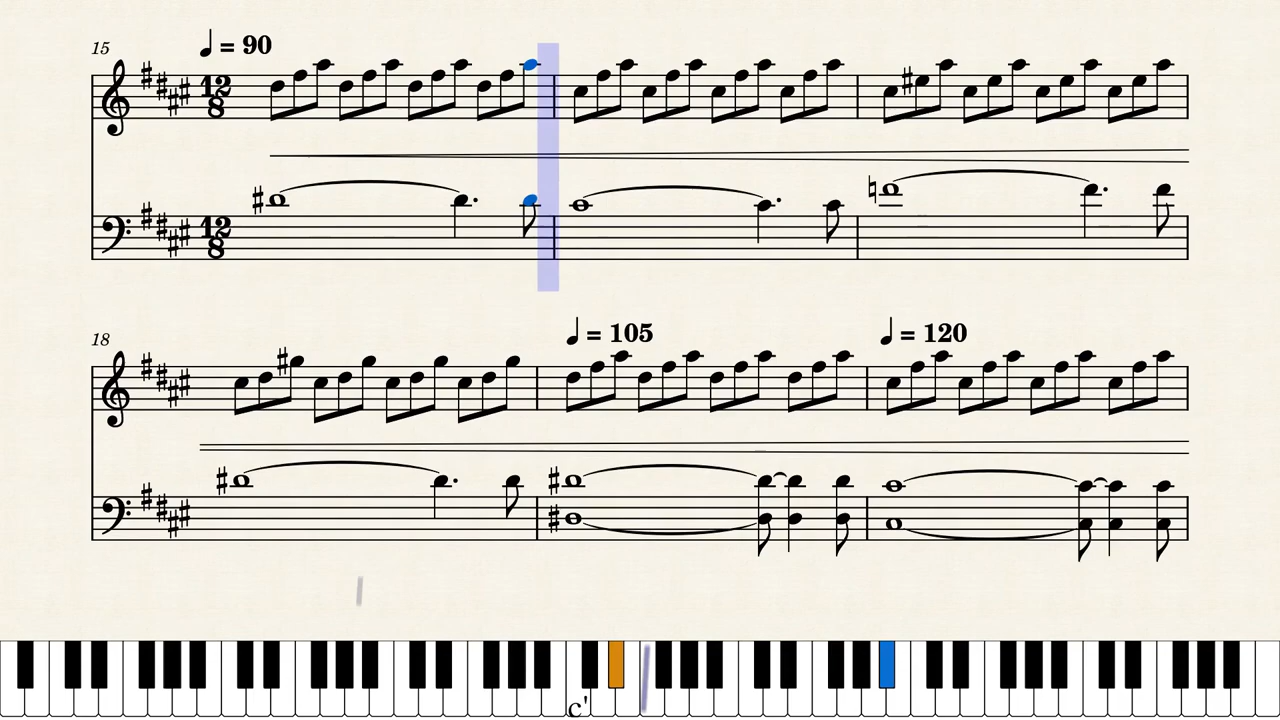 15
♩ = 90
12
8
12
8
18
♩ = 105 ♩ = 120
c'